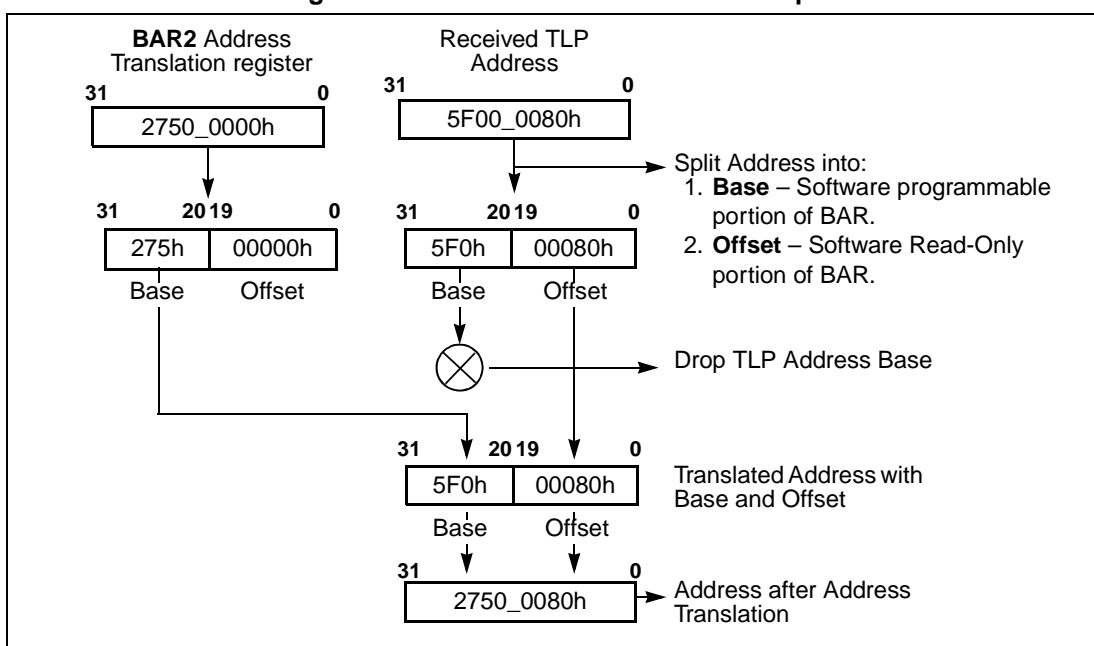 BAR2 Address
Translation register
Received TLP
Address
31 0
31 0
2750_0000h
5F00_0080h
Split Address into:
1. Base – Software programmable
portion of BAR.
2. Offset – Software Read-Only
portion of BAR.
31 20 19 0
31 20 19 0
275h 00000h
5F0h 00080h
Base Offset
Base Offset
Drop TLP Address Base
31 20 19 0
5F0h 00080h
Translated Address with
Base and Offset
Base Offset
31 0
2750_0080h
Address after Address
Translation